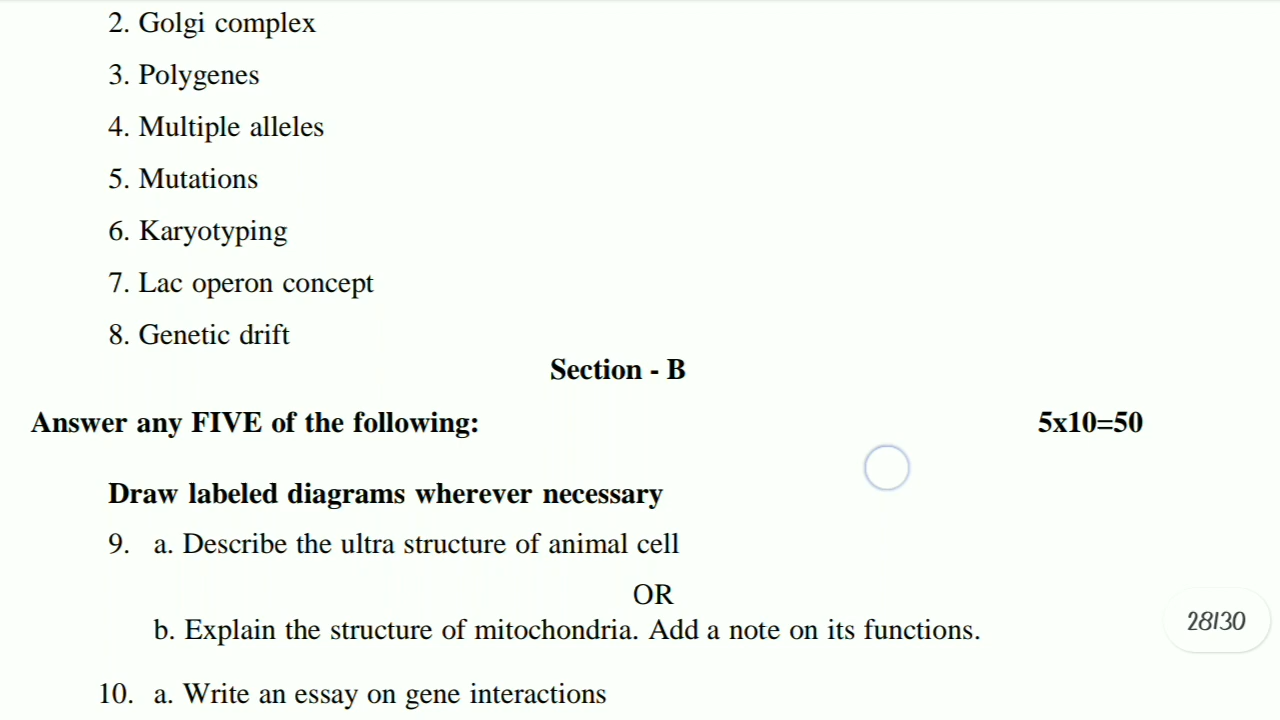 2. Golgi complex
3. Polygenes
4. Multiple alleles
5. Mutations
6. Karyotyping
7. Lac operon concept
8. Genetic drift
Section - B
Answer any FIVE of the following: 5x10=50
Draw labeled diagrams wherever necessary
9. a. Describe the ultra structure of animal cell
OR
b. Explain the structure of mitochondria. Add a note on its functions.
28/30
10. a. Write an essay on gene interactions